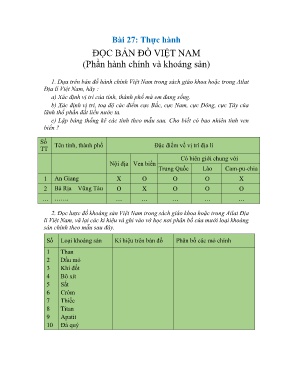 Bài 27: Thực hành
ĐỌC BẢN ĐỒ VIỆT NAM
(Phần hành chính và khoáng sản)
1. Dựa trên bản đồ hành chính Việt Nam trong sách giáo khoa hoặc trong Atlat
Địa lí Việt Nam, hãy :
a) Xác định vị trí của tỉnh, thành phố mà em đang sống.
b) Xác định vị trí, toạ độ các điểm cực Bắc, cực Nam, cực Đông, cực Tây của
lãnh thổ phần đất liền nước ta.
c) Lập bảng thống kê các tỉnh theo mẫu sau. Cho biết có bao nhiêu tỉnh ven
biển ?
Số TT Tên tỉnh, thành phố Đặc điểm về vị trí địa lí
Nội địa Ven biển Có biên giới chung với
Trung Quốc Lào Cam-pu-chia
1 An Giang X O O O X
2 Bà Rịa Vũng Tàu O X O O O
... ........ ... ... ... ... ...
2. Đọc lược đồ khoáng sản Việt Nam trong sách giáo khoa hoặc trong Atlat Địa
lí Việt Nam, vẽ lại các kí hiệu và ghi vào vở học nơi phân bố của mười loại khoáng
sản chính theo mẫu sau đây.
Số Loại khoáng sản Kí hiệu trên bản đồ Phân bố các mỏ chính
1 Than
2 Dầu mỏ
3 Khí đốt
4 Bô xít
5 Sắt
6 Crôm
7 Thiếc
8 Titan
9 Apatit
10 Đá quý